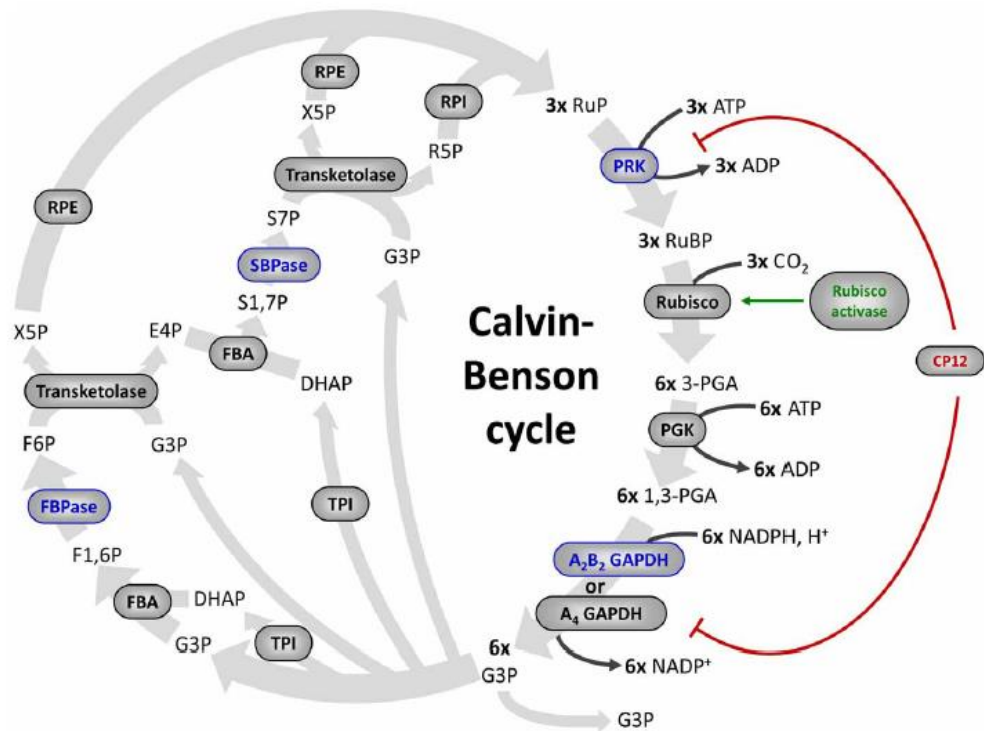 RPE
X5P
RPI
R5P
3x RuP
3x ATP
PRK
3x ADP
Transketolase
RPE
S7P
G3P
SBPase
S1,7P
3x RuBP
3x CO₂
Rubisco
Rubisco
activase
X5P
E4P
FBA
DHAP
Calvin-
Benson
cycle
CP12
Transketolase
F6P
G3P
6x 3-PGA
6x ATP
PGK
6x ADP
FBPase
TPI
6x 1,3-PGA
F1,6P
6x NADPH, H⁺
A₂B₂ GAPDH
or
A₄ GAPDH
FBA
DHAP
G3P
TPI
6x
G3P
6x NADP⁺
G3P